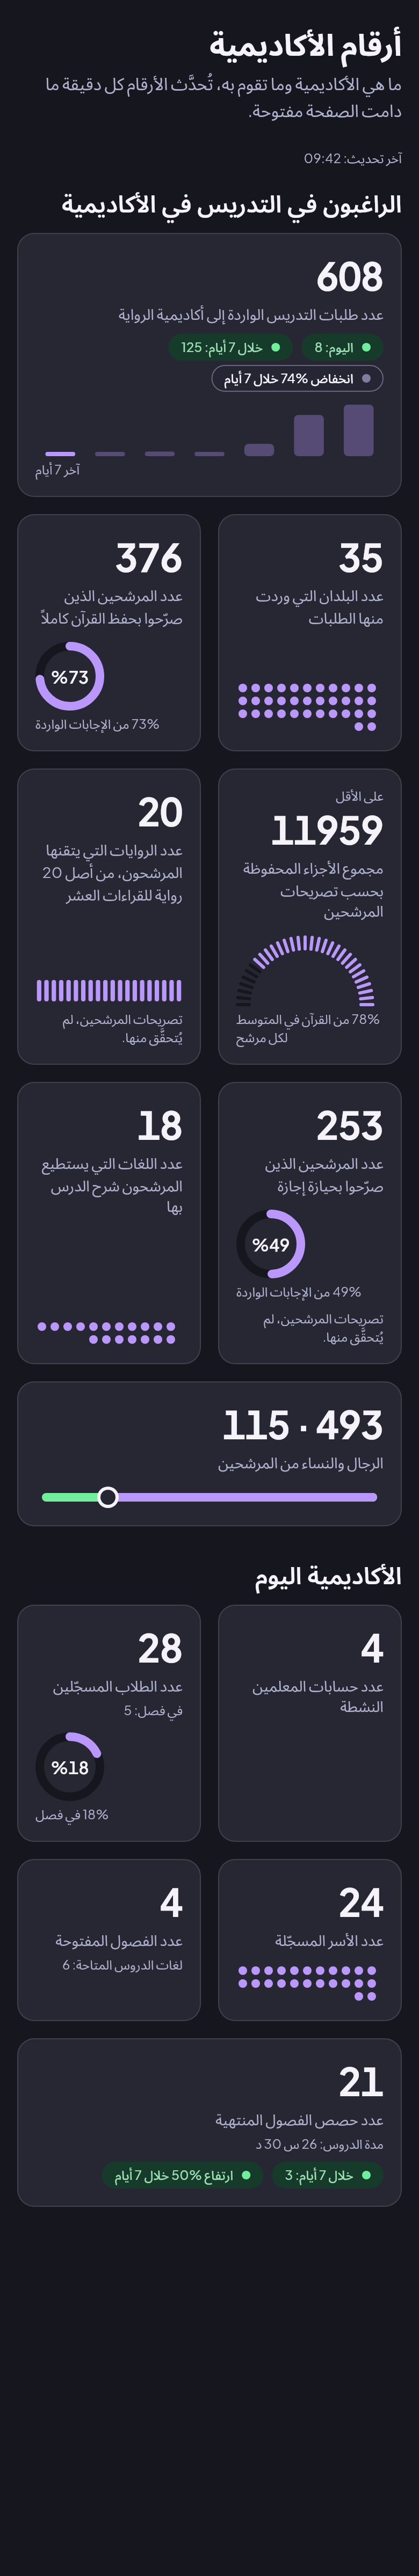 أرقام الأكاديمية
ما هي الأكاديمية وما تقوم به، تُحدَّث الأرقام كل دقيقة ما
دامت الصفحة مفتوحة.
آخر تحديث: 09:42
الراغبون في التدريس في الأكاديمية
608
عدد طلبات التدريس الواردة إلى أكاديمية الرواية
اليوم: 8
خلال 7 أيام: 125
انخفاض 74% خلال 7 أيام
آخر 7 أيام
35
عدد البلدان التي وردت
منها الطلبات
376
عدد المرشحين الذين
صرّحوا بحفظ القرآن كاملاً
%73
73% من الإجابات الواردة
على الأقل
11959
مجموع الأجزاء المحفوظة
بحسب تصريحات
المرشحين
78% من القرآن في المتوسط
لكل مرشح
20
عدد الروايات التي يتقنها
المرشحون، من أصل 20
رواية للقراءات العشر
تصريحات المرشحين، لم
يُتحقَّق منها.
253
عدد المرشحين الذين
صرّحوا بحيازة إجازة
%49
49% من الإجابات الواردة
تصريحات المرشحين، لم
يُتحقَّق منها.
18
عدد اللغات التي يستطيع
المرشحون شرح الدرس
بها
493 · 115
الرجال والنساء من المرشحين
الأكاديمية اليوم
4
عدد حسابات المعلمين
النشطة
28
عدد الطلاب المسجّلين
في فصل: 5
%18
18% في فصل
24
عدد الأسر المسجّلة
4
عدد الفصول المفتوحة
لغات الدروس المتاحة: 6
21
عدد حصص الفصول المنتهية
مدة الدروس: 26 س 30 د
خلال 7 أيام: 3
ارتفاع 50% خلال 7 أيام